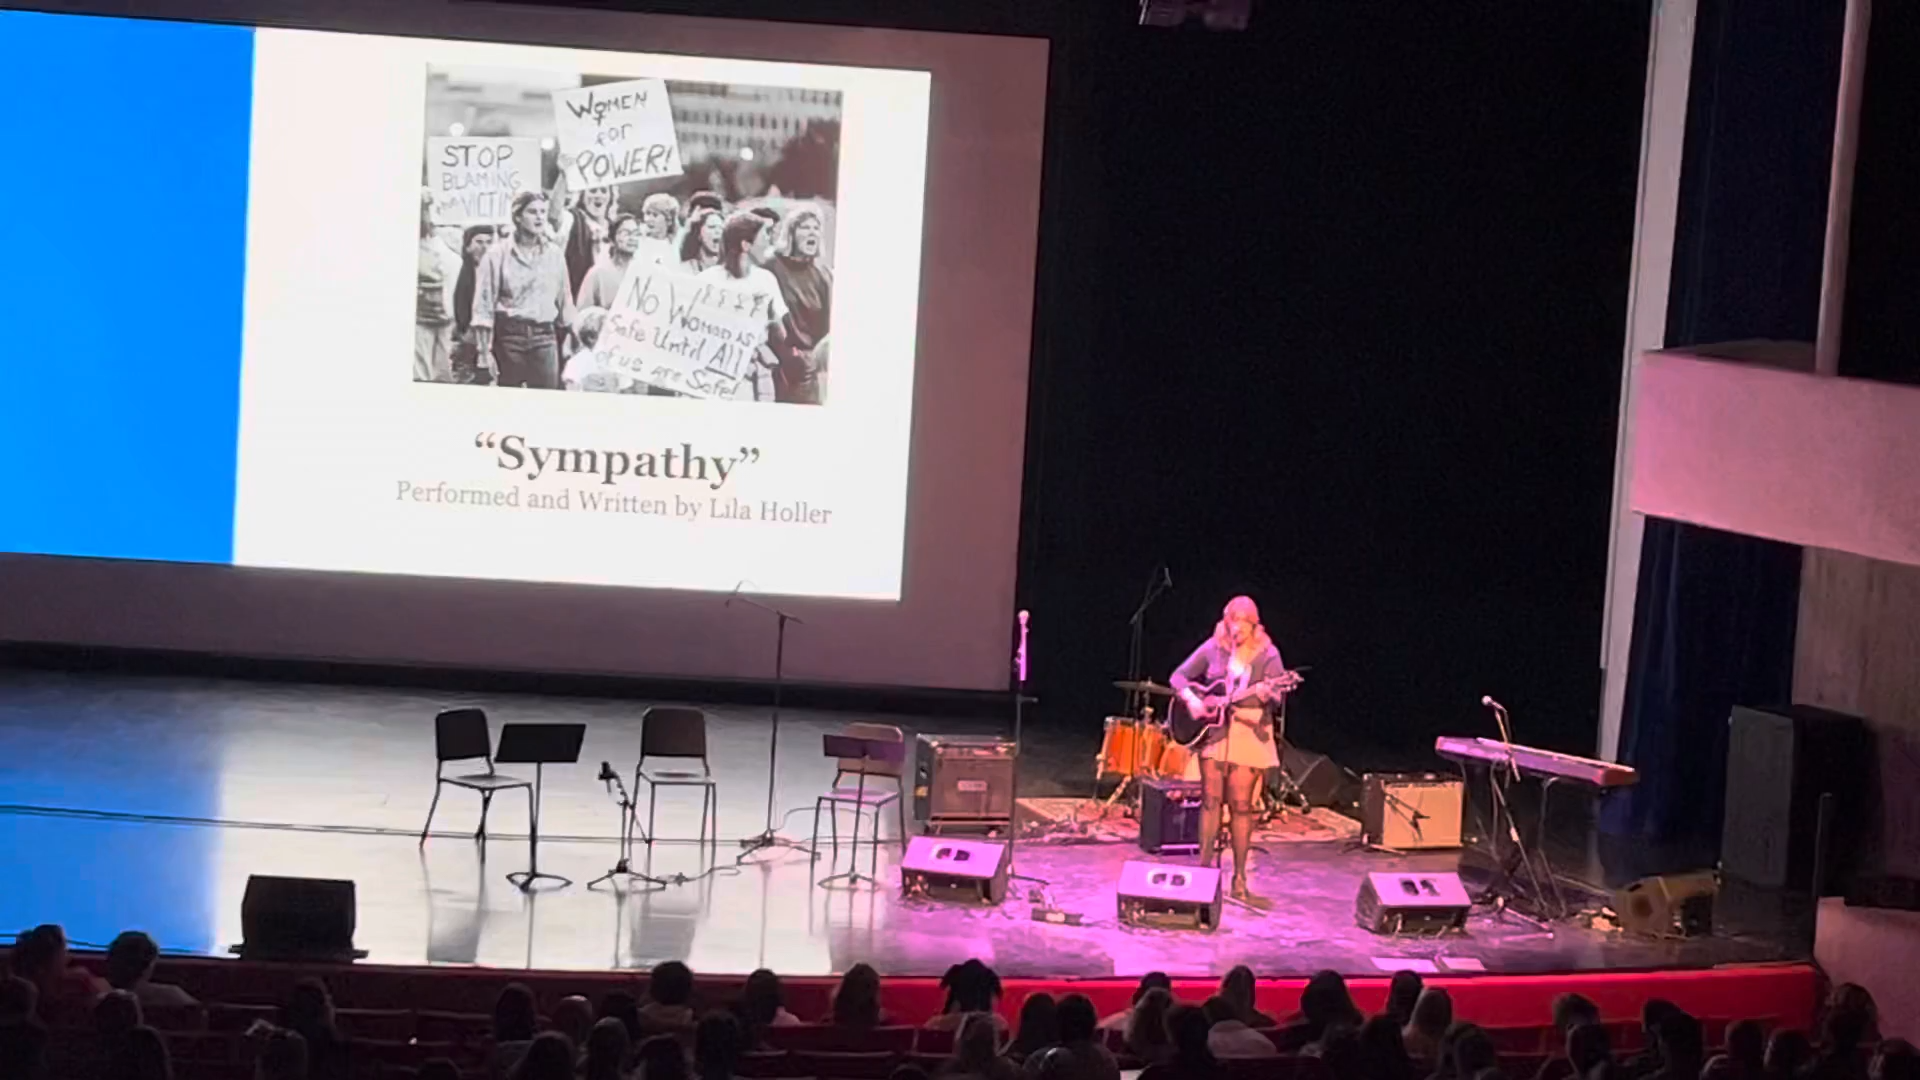 WOMEN
for
POWER!
STOP
BLAMING
the VICTIM
No Woman is
Safe Until All
of us are Safe!
“Sympathy”
Performed and Written by Lila Holler